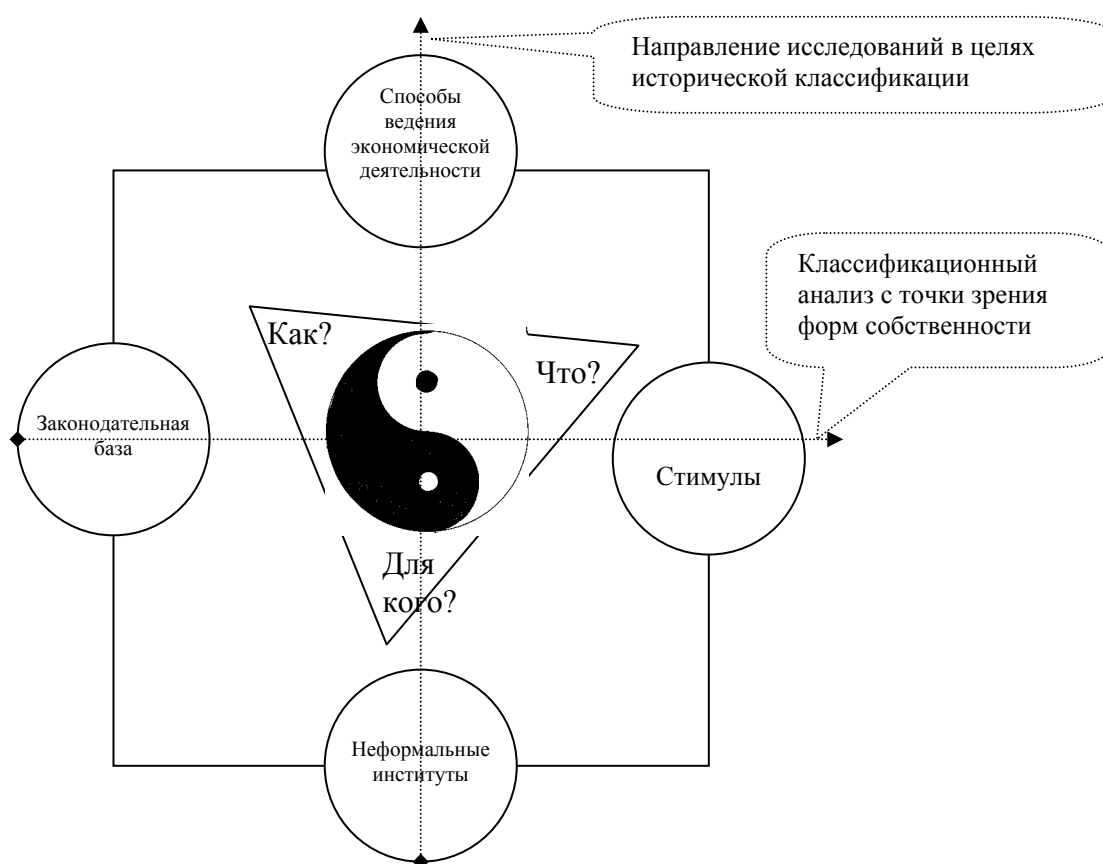 Направление исследований в целях
исторической классификации
Способы
ведения
экономической
деятельности
Классификационный
анализ с точки зрения
форм собственности
Как?
Что?
Законодательная
база
Стимулы
Для
кого?
Неформальные
институты